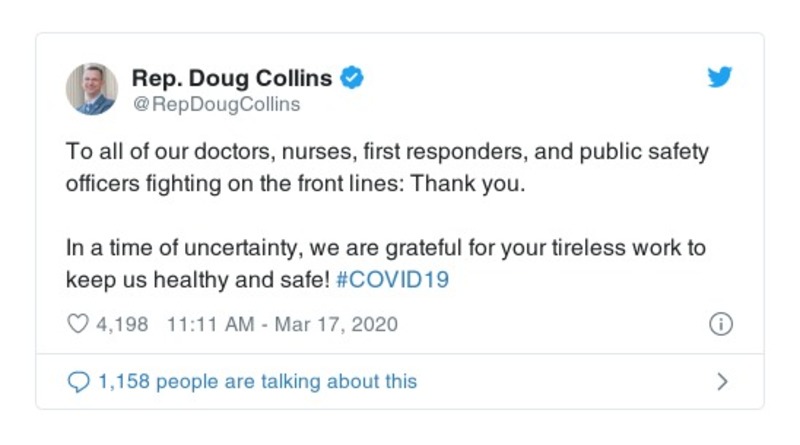 Rep. Doug Collins
@RepDougCollins
To all of our doctors, nurses, first responders, and public safety
officers fighting on the front lines: Thank you.
In a time of uncertainty, we are grateful for your tireless work to
keep us healthy and safe! #COVID19
4,198 11:11 AM - Mar 17, 2020
1,158 people are talking about this